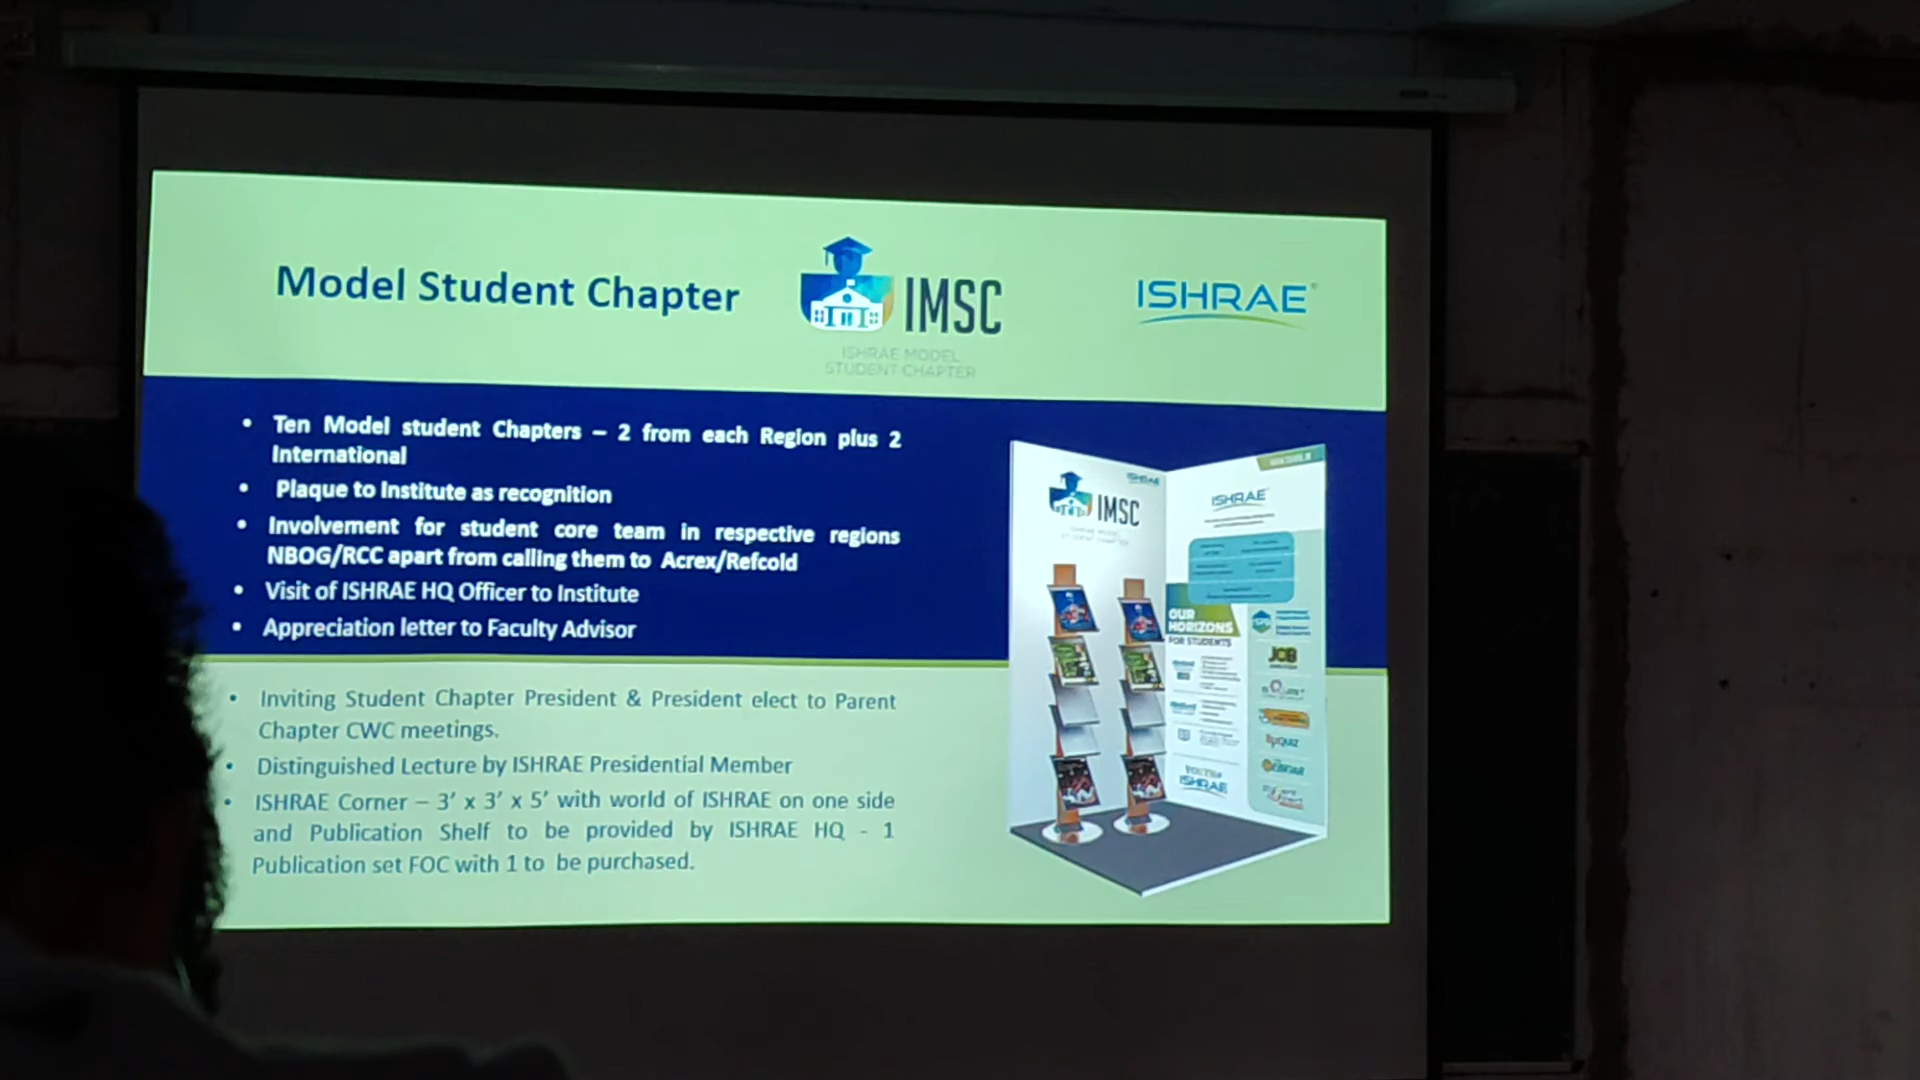 Model Student Chapter
IMSC
ISHRAE MODEL
STUDENT CHAPTER
ISHRAE
• Ten Model student Chapters – 2 from each Region plus 2
International
• Plaque to Institute as recognition
• Involvement for student core team in respective regions
NBOG/RCC apart from calling them to Acrex/Refcold
• Visit of ISHRAE HQ Officer to Institute
• Appreciation letter to Faculty Advisor
• Inviting Student Chapter President & President elect to Parent
Chapter CWC meetings.
• Distinguished Lecture by ISHRAE Presidential Member
• ISHRAE Corner – 3’ x 3’ x 5’ with world of ISHRAE on one side
and Publication Shelf to be provided by ISHRAE HQ - 1
Publication set FOC with 1 to be purchased.
ISHRAE
IMSC
ISHRAE
OUR
HORIZONS
FOR STUDENTS
JOB
ISHRAE